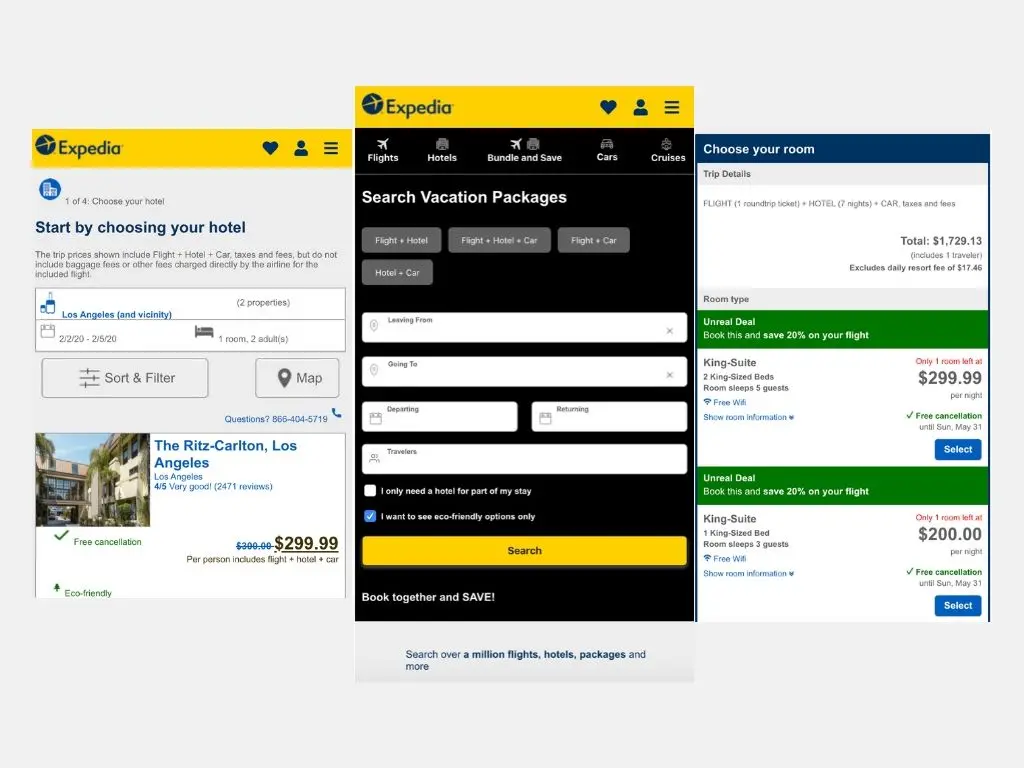 Expedia
1 of 4: Choose your hotel
Start by choosing your hotel
The trip prices shown include Flight + Hotel + Car, taxes and fees, but do not
include baggage fees or other fees charged directly by the airline for the
included flight.
(2 properties)
Los Angeles (and vicinity)
2/2/20 - 2/5/20
1 room, 2 adult(s)
Sort & Filter
Map
Questions? 866-404-5719
The Ritz-Carlton, Los
Angeles
Los Angeles
4/5 Very good! (2471 reviews)
Free cancellation
$300.00 $299.99
Per person includes flight + hotel + car
Eco-friendly
Expedia
Flights
Hotels
Bundle and Save
Cars
Cruises
Search Vacation Packages
Flight + Hotel
Flight + Hotel + Car
Flight + Car
Hotel + Car
Leaving From
Going To
Departing
Returning
Travelers
I only need a hotel for part of my stay
I want to see eco-friendly options only
Search
Book together and SAVE!
Search over a million flights, hotels, packages and
more
Choose your room
Trip Details
FLIGHT (1 roundtrip ticket) + HOTEL (7 nights) + CAR, taxes and fees
Total: $1,729.13
(includes 1 traveler)
Excludes daily resort fee of $17.46
Room type
Unreal Deal
Book this and save 20% on your flight
King-Suite
Only 1 room left at
2 King-Sized Beds
$299.99
Room sleeps 5 guests
per night
Free Wifi
Show room information
Free cancellation
until Sun, May 31
Select
Unreal Deal
Book this and save 20% on your flight
King-Suite
Only 1 room left at
1 King-Sized Bed
$200.00
Room sleeps 3 guests
per night
Free Wifi
Show room information
Free cancellation
until Sun, May 31
Select